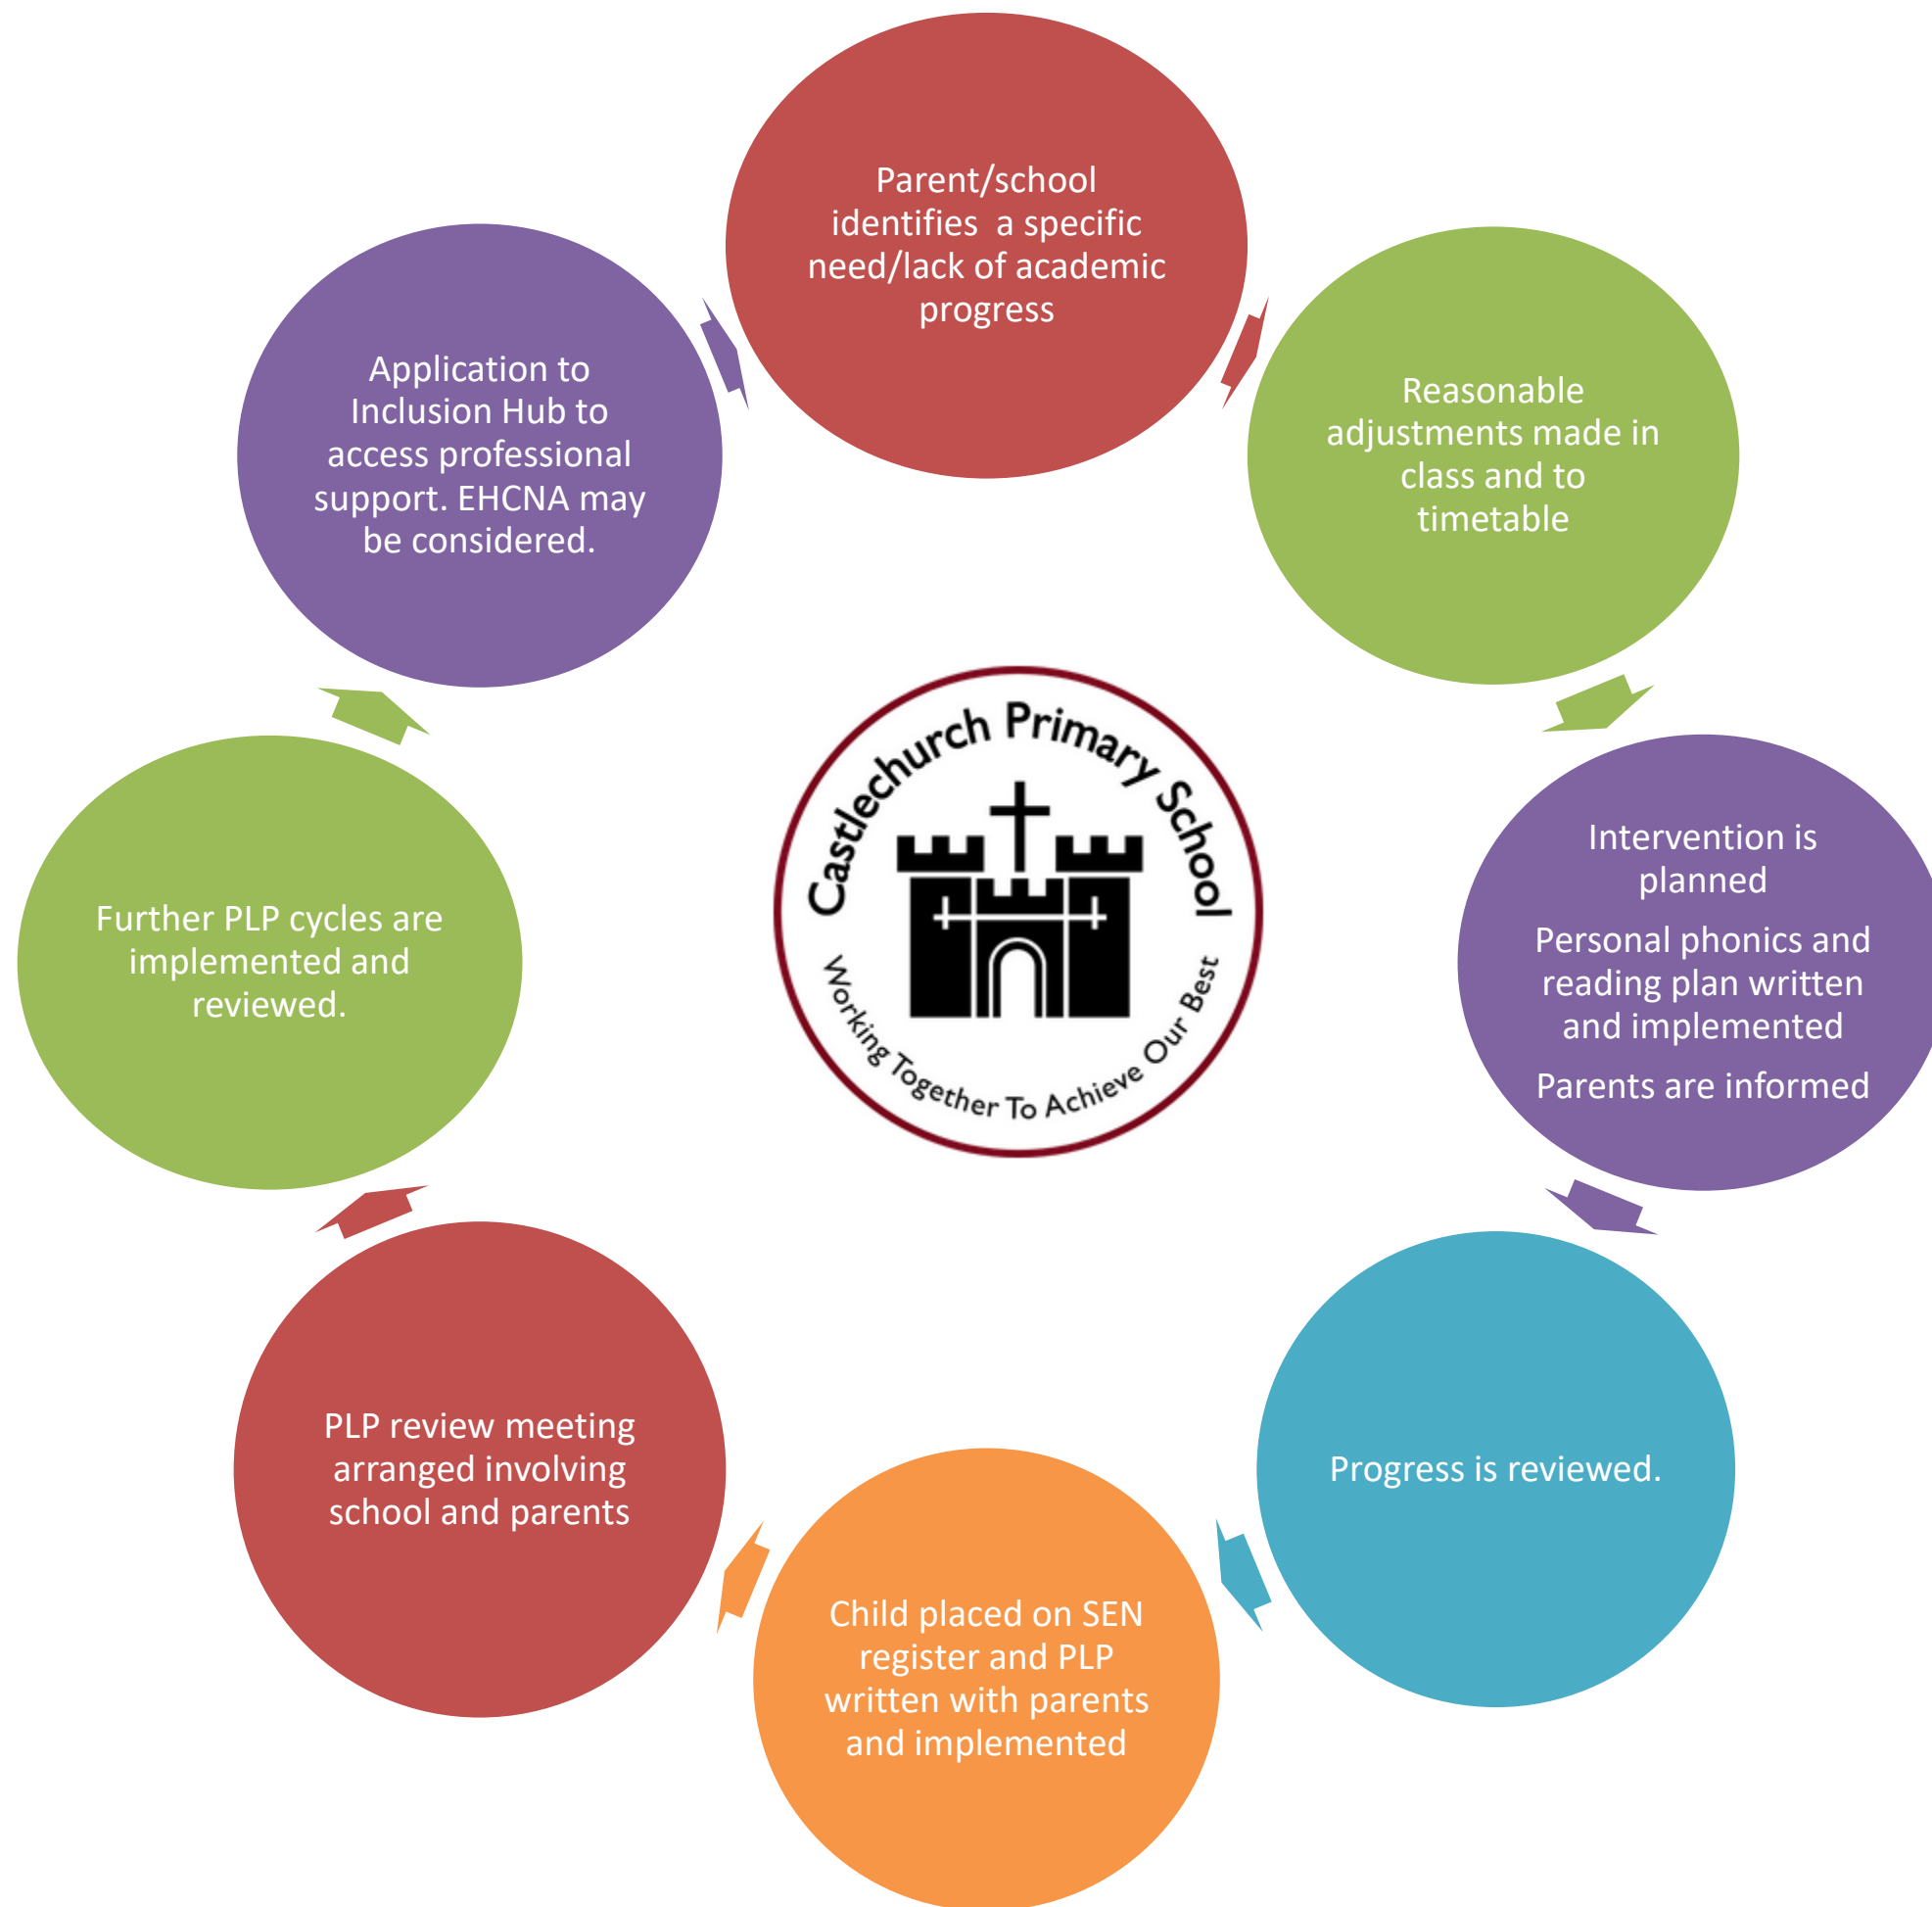 Parent/school
identifies  a specific
need/lack of academic
progress
Reasonable
adjustments made in
class and to
timetable
Intervention is
planned
Personal phonics and
reading plan written
and implemented
Parents are informed
Progress is reviewed.
Child placed on SEN
register and PLP
written with parents
and implemented
PLP review meeting
arranged involving
school and parents
Further PLP cycles are
implemented and
reviewed.
Application to
Inclusion Hub to
access professional
support. EHCNA may
be considered.
Castlechurch Primary School
Working Together To Achieve Our Best